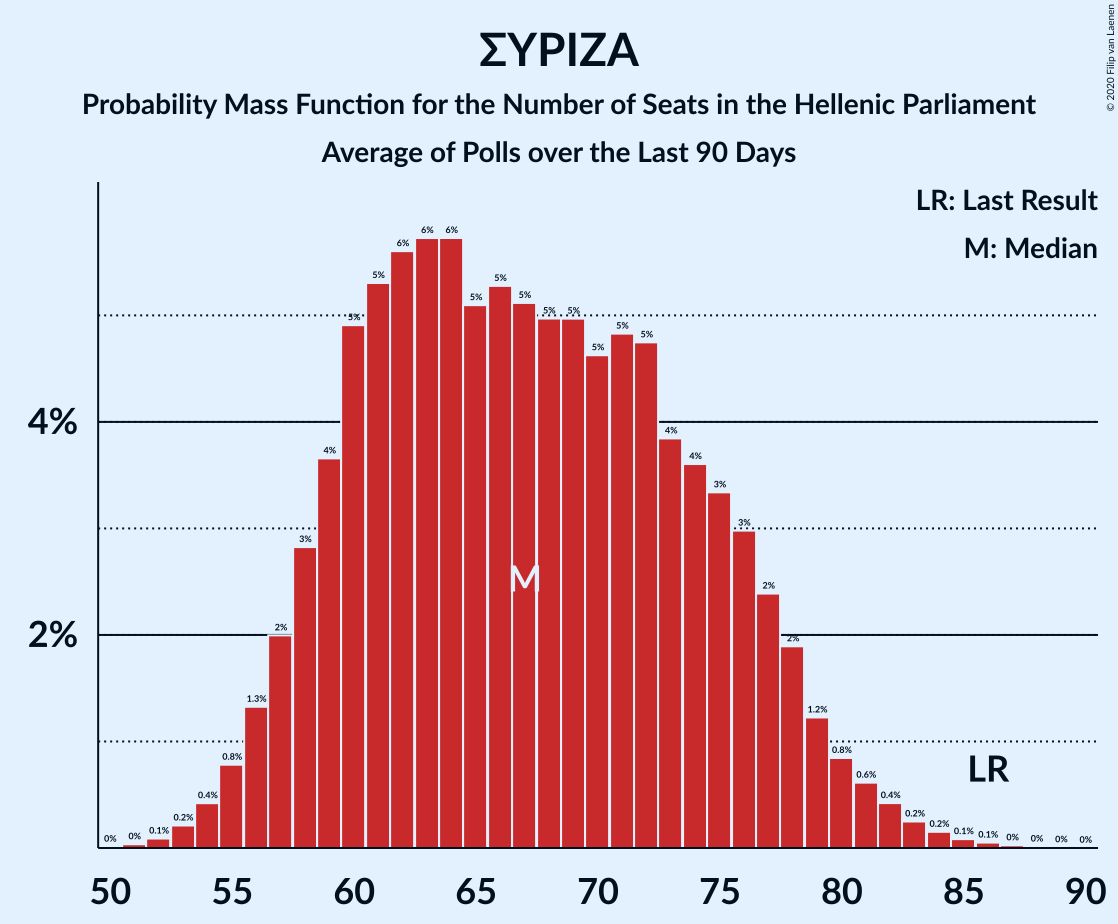 ΣΥΡΙΖΑ
Probability Mass Function for the Number of Seats in the Hellenic Parliament
Average of Polls over the Last 90 Days
© 2020 Filip van Laenen
LR: Last Result
M: Median
4%
2%
0% 0% 0.1% 0.2% 0.4% 0.8% 1.3% 2% 3% 4% 5% 5% 6% 6% 6% 5% 5% 5% 5% 5% 5% 5% 5% 4% 4% 3% 3% 2% 2% 1.2% 0.8% 0.6% 0.4% 0.2% 0.2% 0.1% 0.1% 0% 0% 0% 0%
M
LR
50 55 60 65 70 75 80 85 90